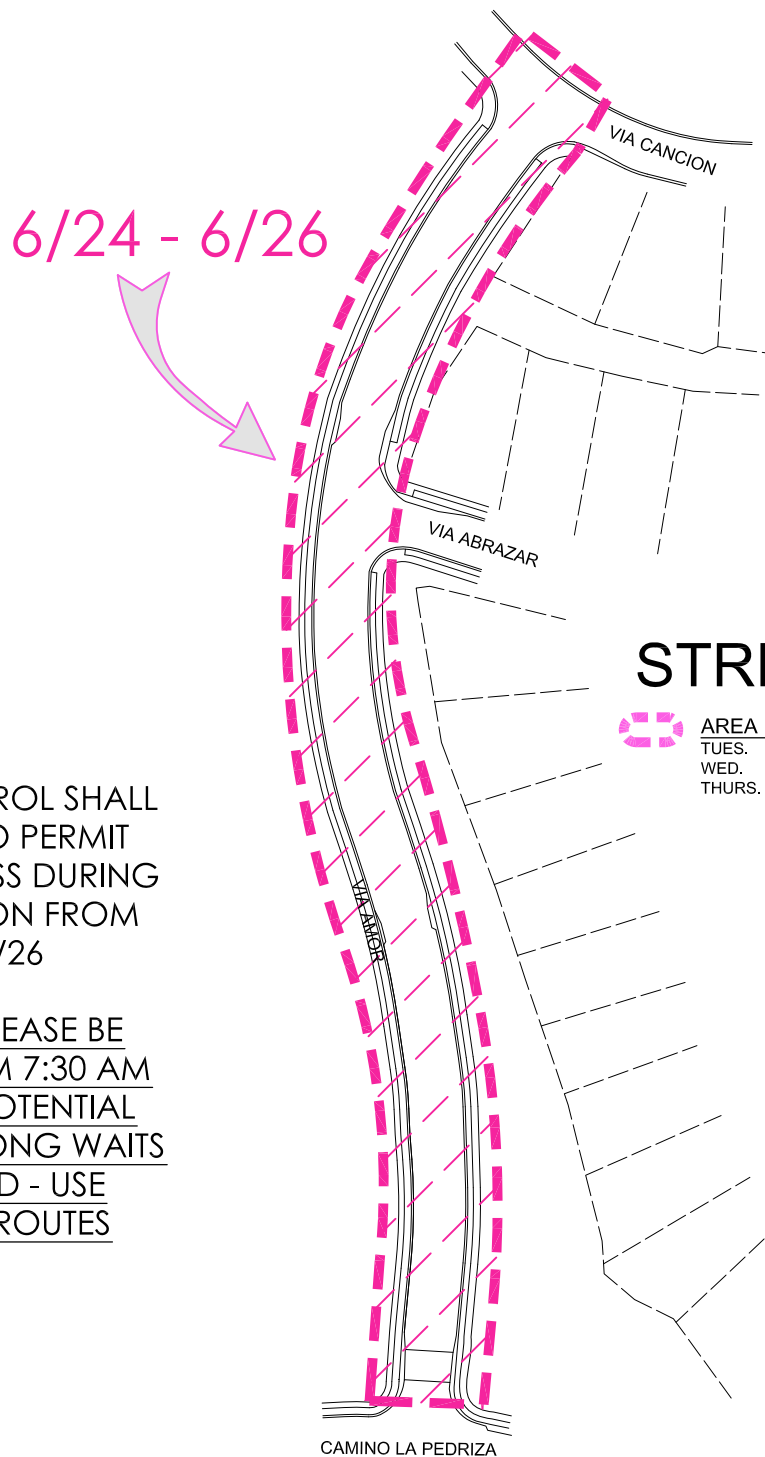 VIA CANCION
6/24 - 6/26
VIA ABRAZAR
STRE
AREA
TUES.
WED.
THURS.
ROL SHALL
O PERMIT
SS DURING
ON FROM
/26
EASE BE
M 7:30 AM
OTENTIAL
ONG WAITS
D - USE
ROUTES
VIA AMOR
CAMINO LA PEDRIZA